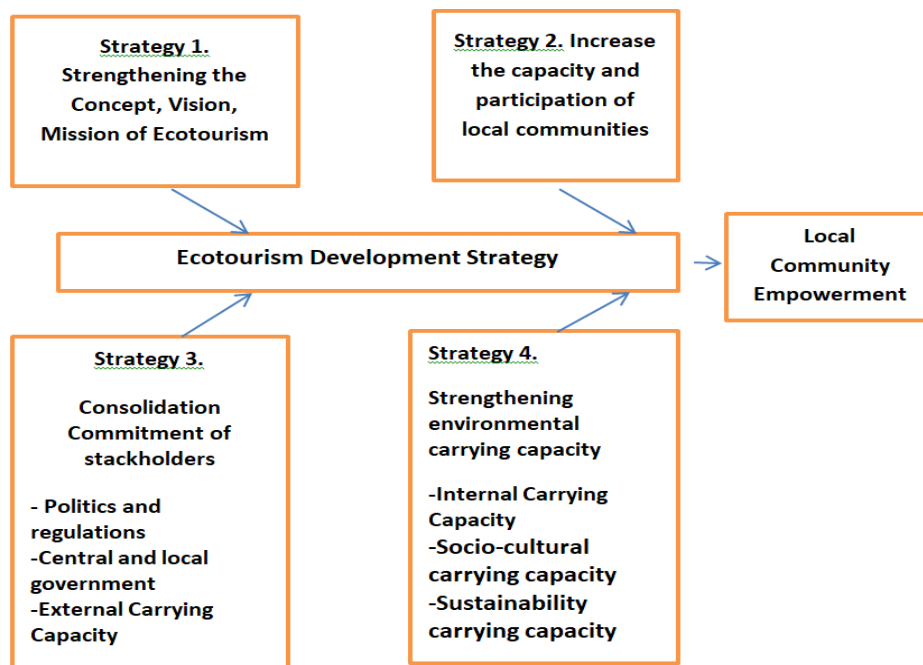 Strategy 1.
Strengthening the
Concept, Vision,
Mission of Ecotourism
Strategy 2. Increase
the capacity and
participation of
local communities
Ecotourism Development Strategy
Local
Community
Empowerment
Strategy 3.
Consolidation
Commitment of
stackholders
- Politics and
regulations
-Central and local
government
-External Carrying
Capacity
Strategy 4.
Strengthening
environmental
carrying capacity
-Internal Carrying
Capacity
-Socio-cultural
carrying capacity
-Sustainability
carrying capacity